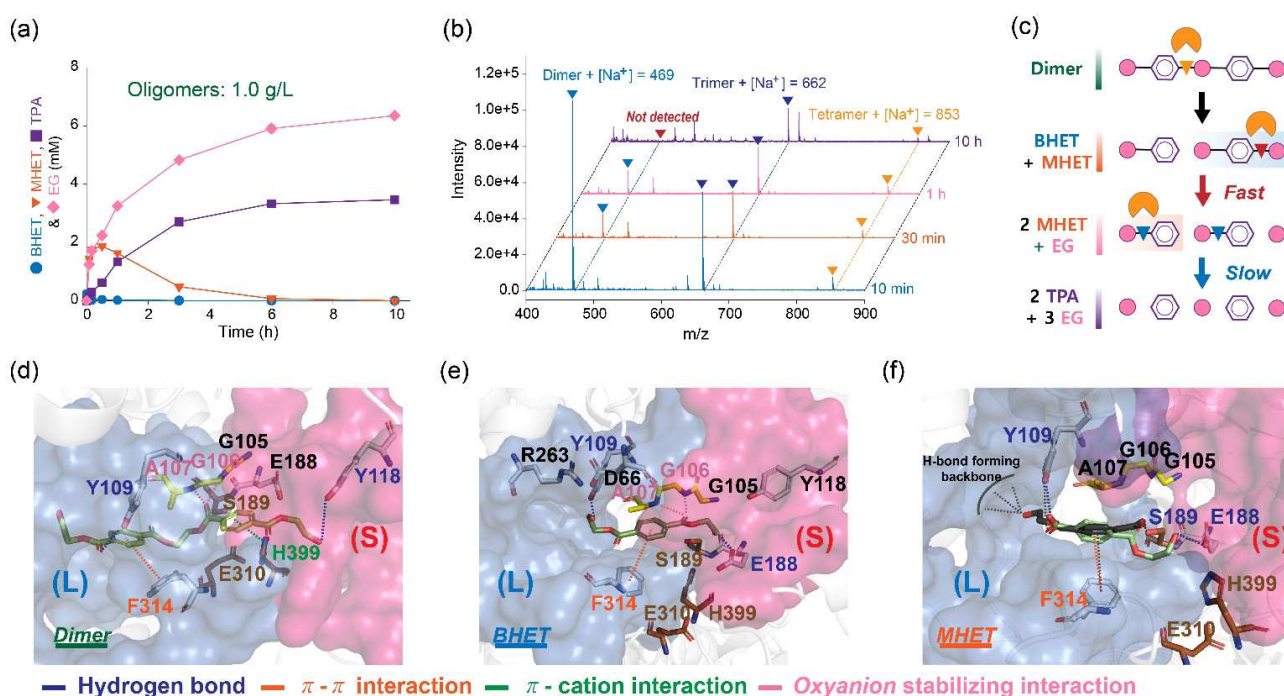 (a)
Oligomers: 1.0 g/L
BHET, MHET, TPA
& EG (mM)
8
6
4
2
0
0 2 4 6 8 10
Time (h)
(b)
Dimer + [Na⁺] = 469
Trimer + [Na⁺] = 662
Tetramer + [Na⁺] = 853
Not detected
10 h
1 h
30 min
10 min
Intensity
1.2e+5
1.0e+5
8.0e+4
6.0e+4
4.0e+4
2.0e+4
0.0
400 500 600 700 800 900
m/z
(c)
Dimer
BHET
+ MHET
Fast
2 MHET
+ EG
Slow
2 TPA
+ 3 EG
(d)
G105
G106
A107
E188
Y109
Y118
S189
(S)
H399
(L)
E310
F314
Dimer
(e)
Y109
R263
D66
G106
A107
G105
Y118
(S)
S189
E188
(L)
F314
E310
H399
BHET
(f)
Y109
G106
A107
G105
H-bond forming
backbone
S189
E188
(S)
(L)
H399
F314
E310
MHET
Hydrogen bond
π - π interaction
π - cation interaction
Oxyanion stabilizing interaction